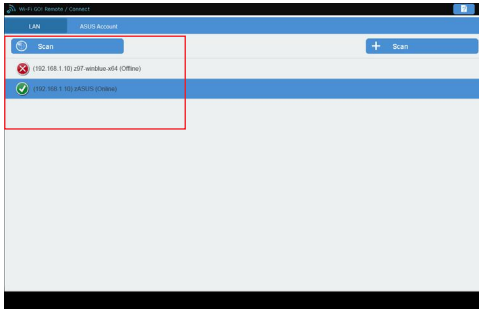 Wi-Fi GO! Remote / Connect
LAN ASUS Account
Scan + Scan
(192.168.1.10) z97-winblue-x64 (Offline)
(192.168.1.10) zASUS (Online)